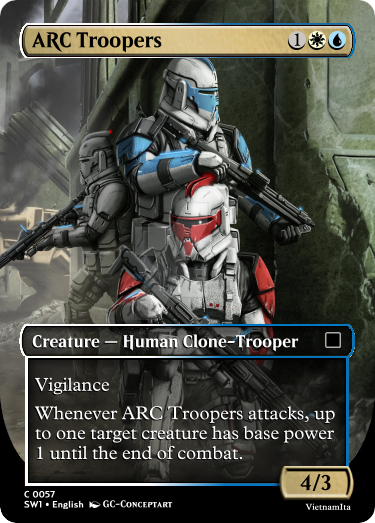 ARC Troopers 1
Creature — Human Clone-Trooper
Vigilance
Whenever ARC Troopers attacks, up
to one target creature has base power
1 until the end of combat.
4/3
C 0057
SW1 • English GC-Conceptart
VietnamIta